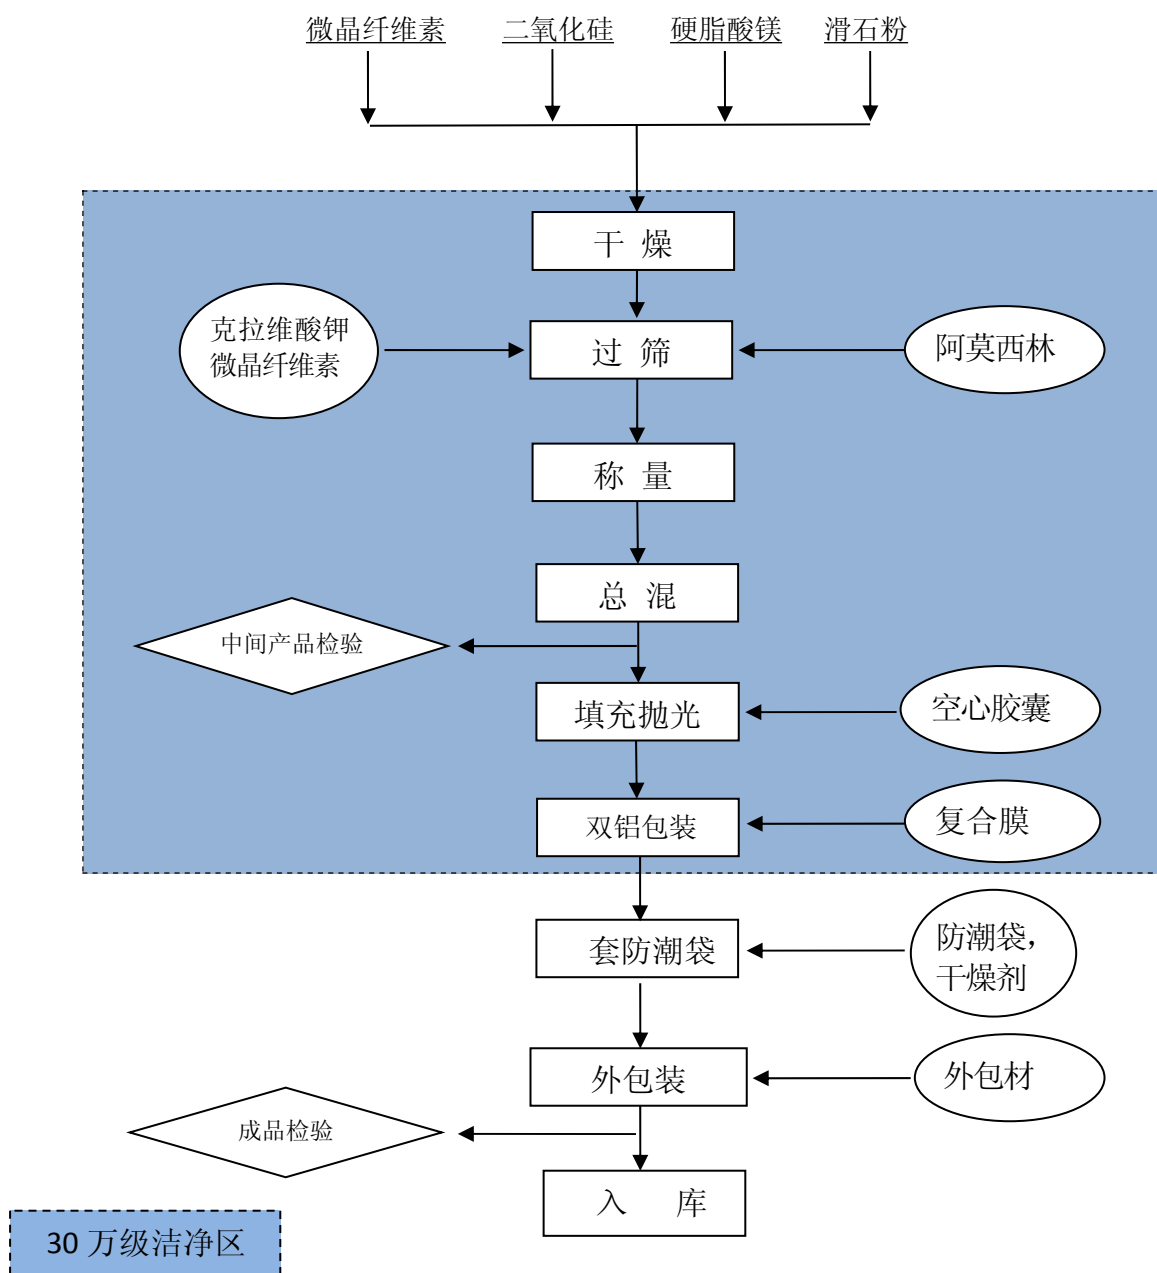 微晶纤维素 二氧化硅 硬脂酸镁 滑石粉
干 燥
克拉维酸钾
微晶纤维素
过 筛
阿莫西林
称 量
总 混
中间产品检验
填充抛光
空心胶囊
双铝包装
复合膜
套防潮袋
防潮袋，
干燥剂
外包装
外包材
成品检验
入 库
30 万级洁净区